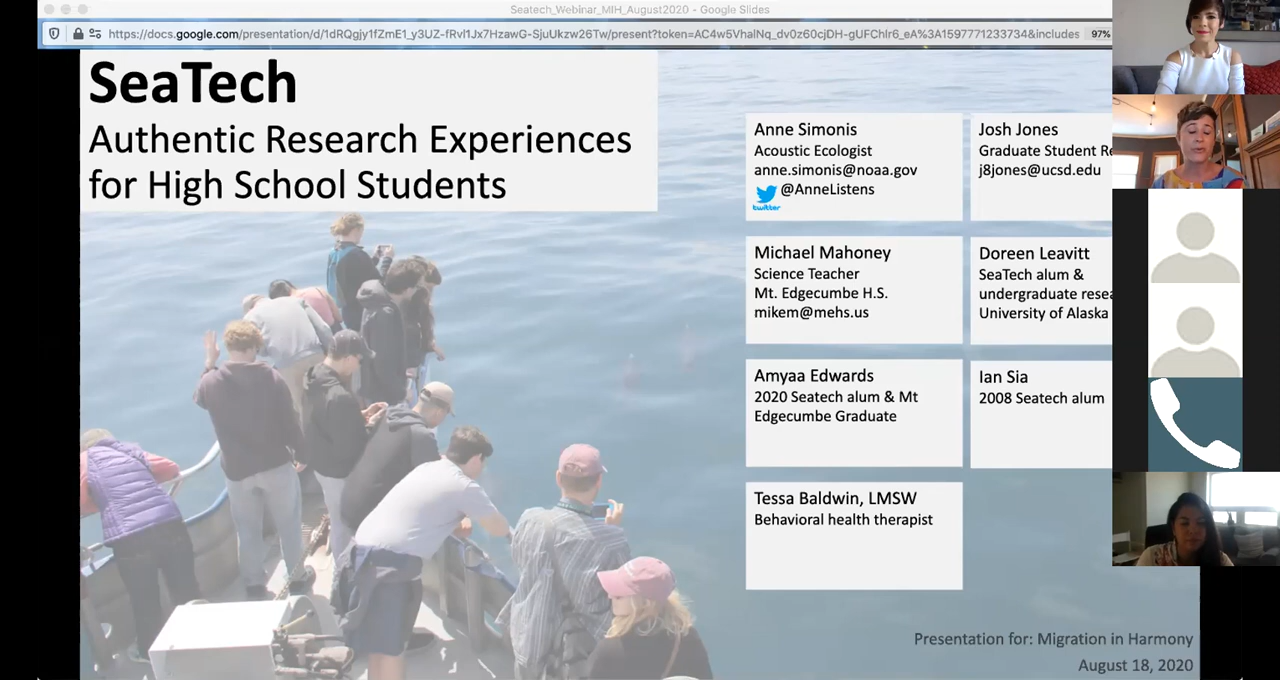 Seatech_Webinar_MIH_August2020 - Google Slides
https://docs.google.com/presentation/d/1dRQgjy1fZmE1_y3UZ-fRvl1Jx7HzawG-SjuUkzw26Tw/present?token=AC4w5VhalNq_dv0z60cjDH-gUFChlr6_eA%3A1597771233734&includes
97%
SeaTech
Authentic Research Experiences
for High School Students
Anne Simonis
Acoustic Ecologist
anne.simonis@noaa.gov
@AnneListens
twitter
Josh Jones
Graduate Student Re
j8jones@ucsd.edu
Michael Mahoney
Science Teacher
Mt. Edgecumbe H.S.
mikem@mehs.us
Doreen Leavitt
SeaTech alum &
undergraduate resea
University of Alaska
Amyaa Edwards
2020 Seatech alum & Mt
Edgecumbe Graduate
Ian Sia
2008 Seatech alum
Tessa Baldwin, LMSW
Behavioral health therapist
Presentation for: Migration in Harmony
August 18, 2020